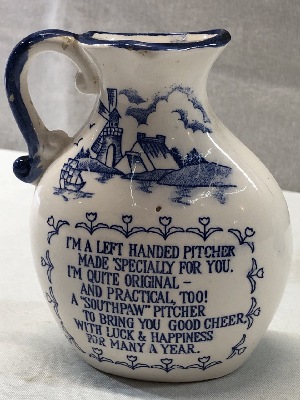 I'M A LEFT HANDED PITCHER
MADE 'SPECIALLY FOR YOU.
I'M QUITE ORIGINAL –
AND PRACTICAL, TOO!
A "SOUTHPAW" PITCHER
TO BRING YOU GOOD CHEER,
WITH LUCK & HAPPINESS
FOR MANY A YEAR.